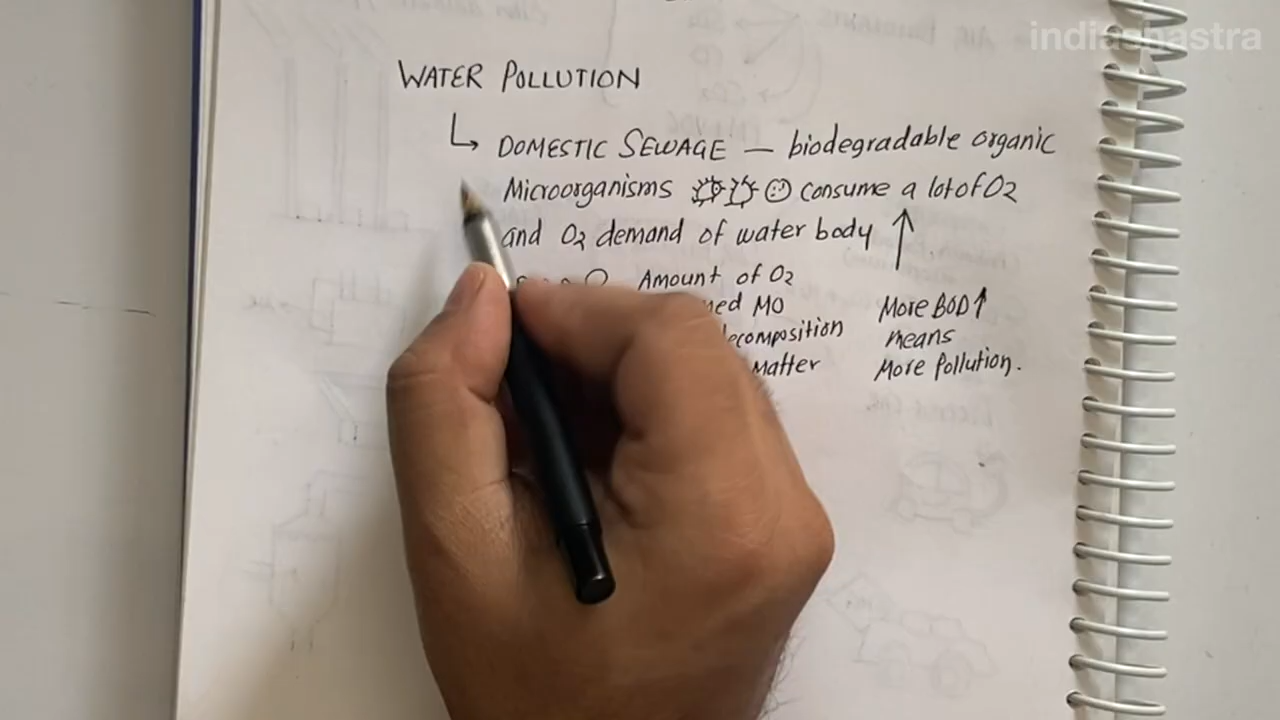 indiashastra
WATER POLLUTION
↳ DOMESTIC SEWAGE — biodegradable organic
Microorganisms consume a lot of O2
and O2 demand of water body ↑
Amount of O2
MO
More BOD↑
means
Matter
More Pollution.